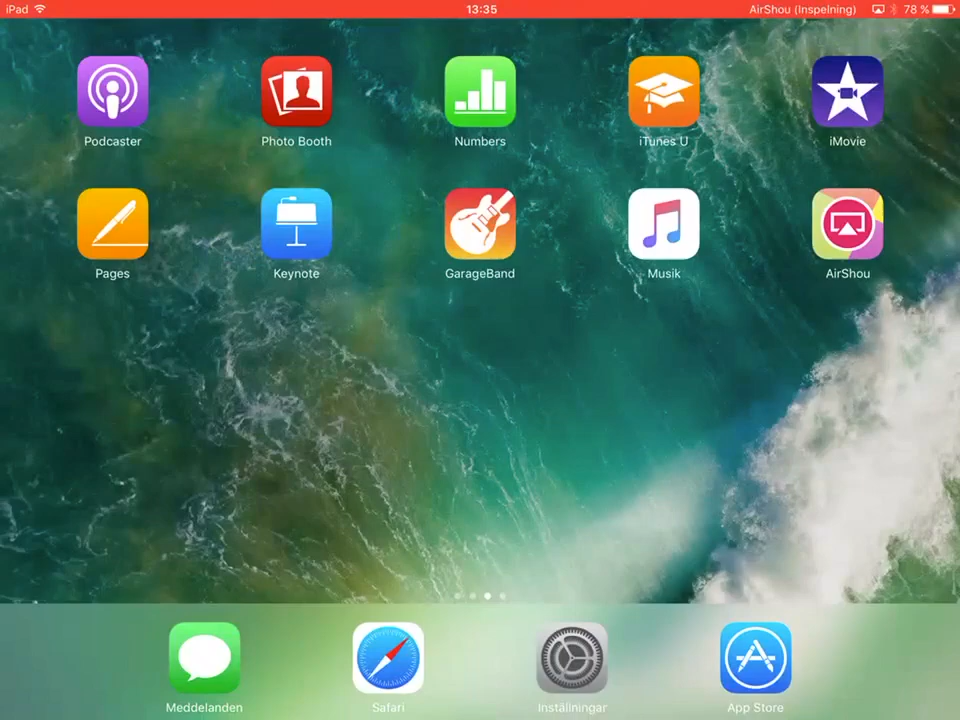 iPad 13:35 AirShou (Inspelning) 78 %
Podcaster Photo Booth Numbers iTunes U iMovie
Pages Keynote GarageBand Musik AirShou
Meddelanden Safari Inställningar App Store